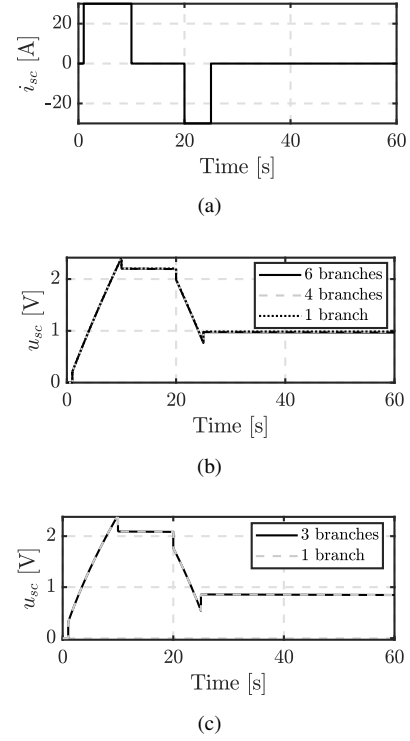 20
0
-20
i_sc [A]
0 20 40 60
Time [s]
(a)
2
1
0
u_sc [V]
6 branches
4 branches
1 branch
0 20 40 60
Time [s]
(b)
2
1
0
u_sc [V]
3 branches
1 branch
0 20 40 60
Time [s]
(c)